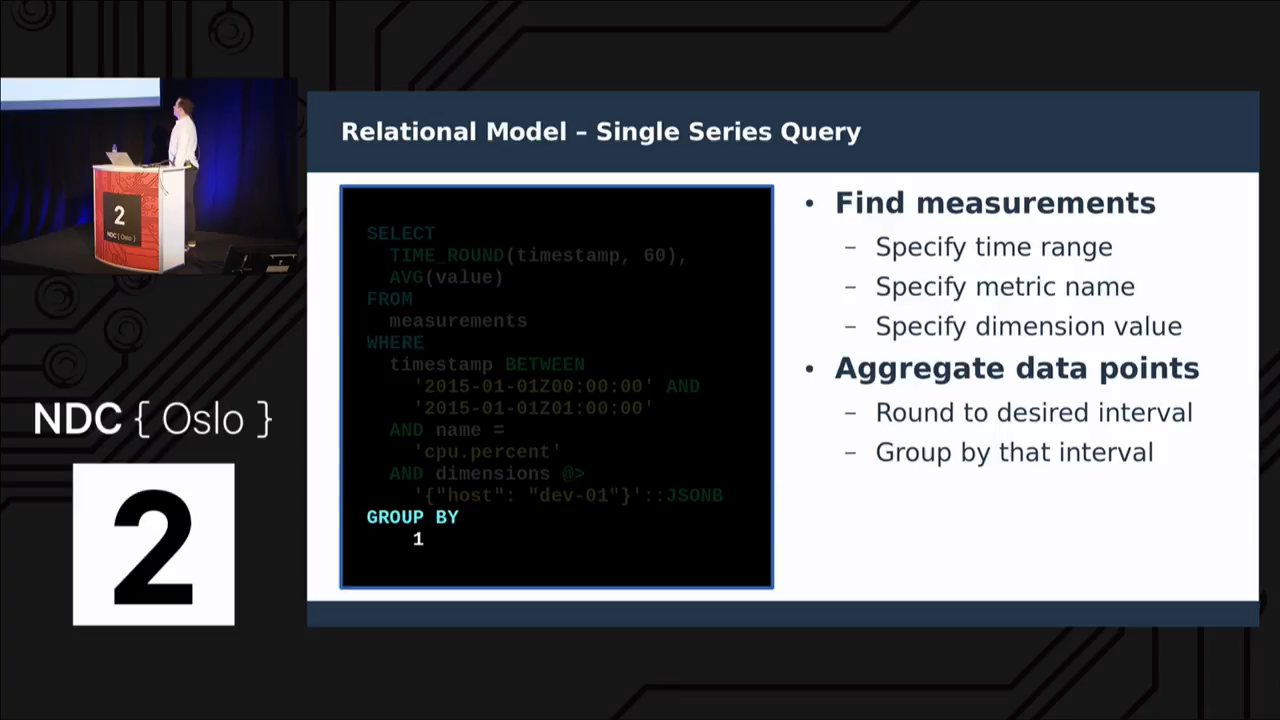 Relational Model – Single Series Query
SELECT
TIME_ROUND(timestamp, 60),
AVG(value)
FROM
measurements
WHERE
timestamp BETWEEN
'2015-01-01Z00:00:00' AND
'2015-01-01Z01:00:00'
AND name =
'cpu.percent'
AND dimensions @>
'{"host": "dev-01"}'::JSONB
GROUP BY
1
• Find measurements
– Specify time range
– Specify metric name
– Specify dimension value
• Aggregate data points
– Round to desired interval
– Group by that interval
2
NDC { Oslo }
NDC { Oslo }
2